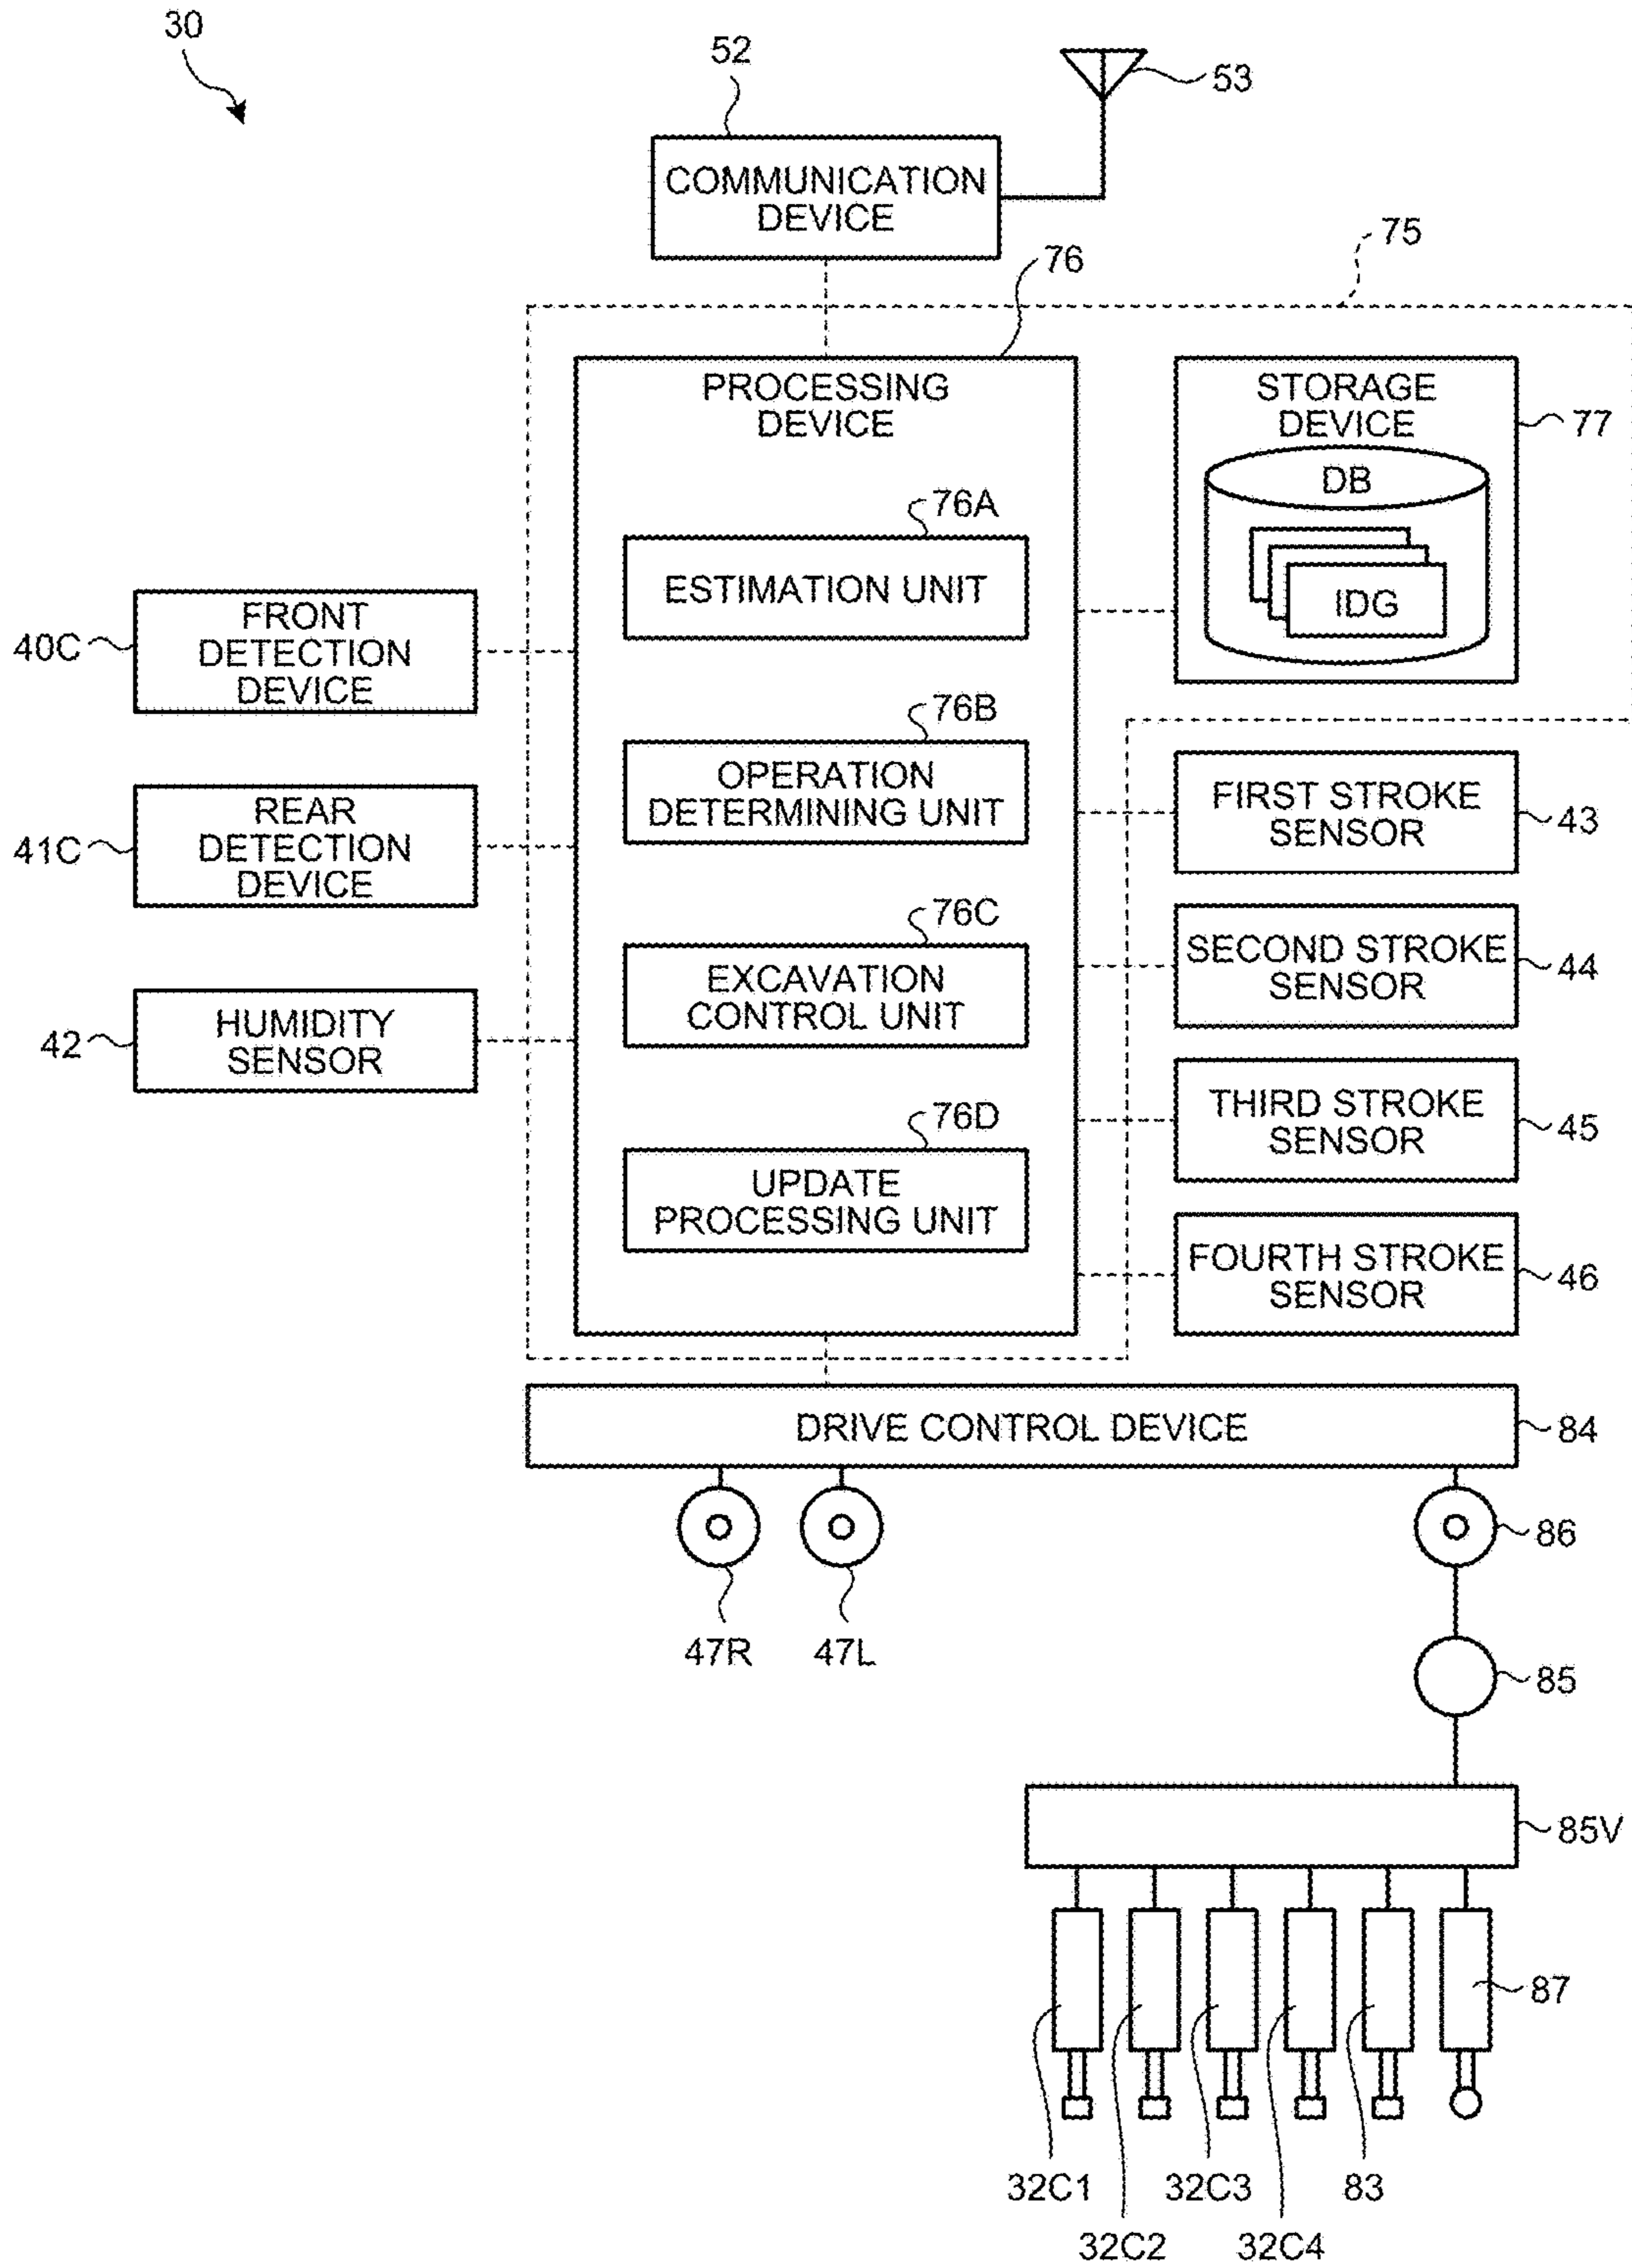 30
52
53
COMMUNICATION
DEVICE
75
76
PROCESSING
DEVICE
STORAGE
DEVICE
77
DB
IDG
76A
ESTIMATION UNIT
40C
FRONT
DETECTION
DEVICE
76B
OPERATION
DETERMINING UNIT
FIRST STROKE
SENSOR
43
41C
REAR
DETECTION
DEVICE
76C
EXCAVATION
CONTROL UNIT
SECOND STROKE
SENSOR
44
42
HUMIDITY
SENSOR
76D
UPDATE
PROCESSING UNIT
THIRD STROKE
SENSOR
45
FOURTH STROKE
SENSOR
46
DRIVE CONTROL DEVICE
84
86
47R
47L
85
85V
87
32C1
32C3
83
32C2
32C4